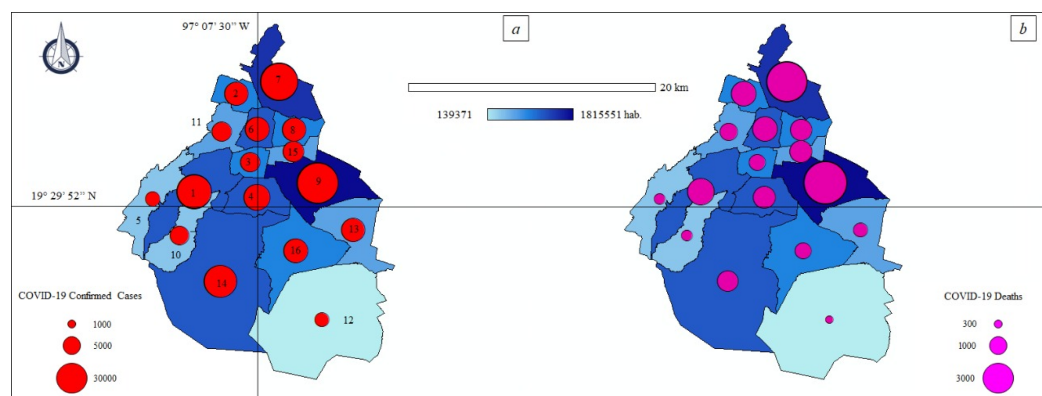 97° 07' 30" W
a
b
N
7
2
20 km
11
139371
1815551 hab.
6
8
15
3
9
1
19° 29' 52" N
4
5
13
10
16
14
COVID-19 Confirmed Cases
COVID-19 Deaths
12
1000
300
5000
1000
30000
3000